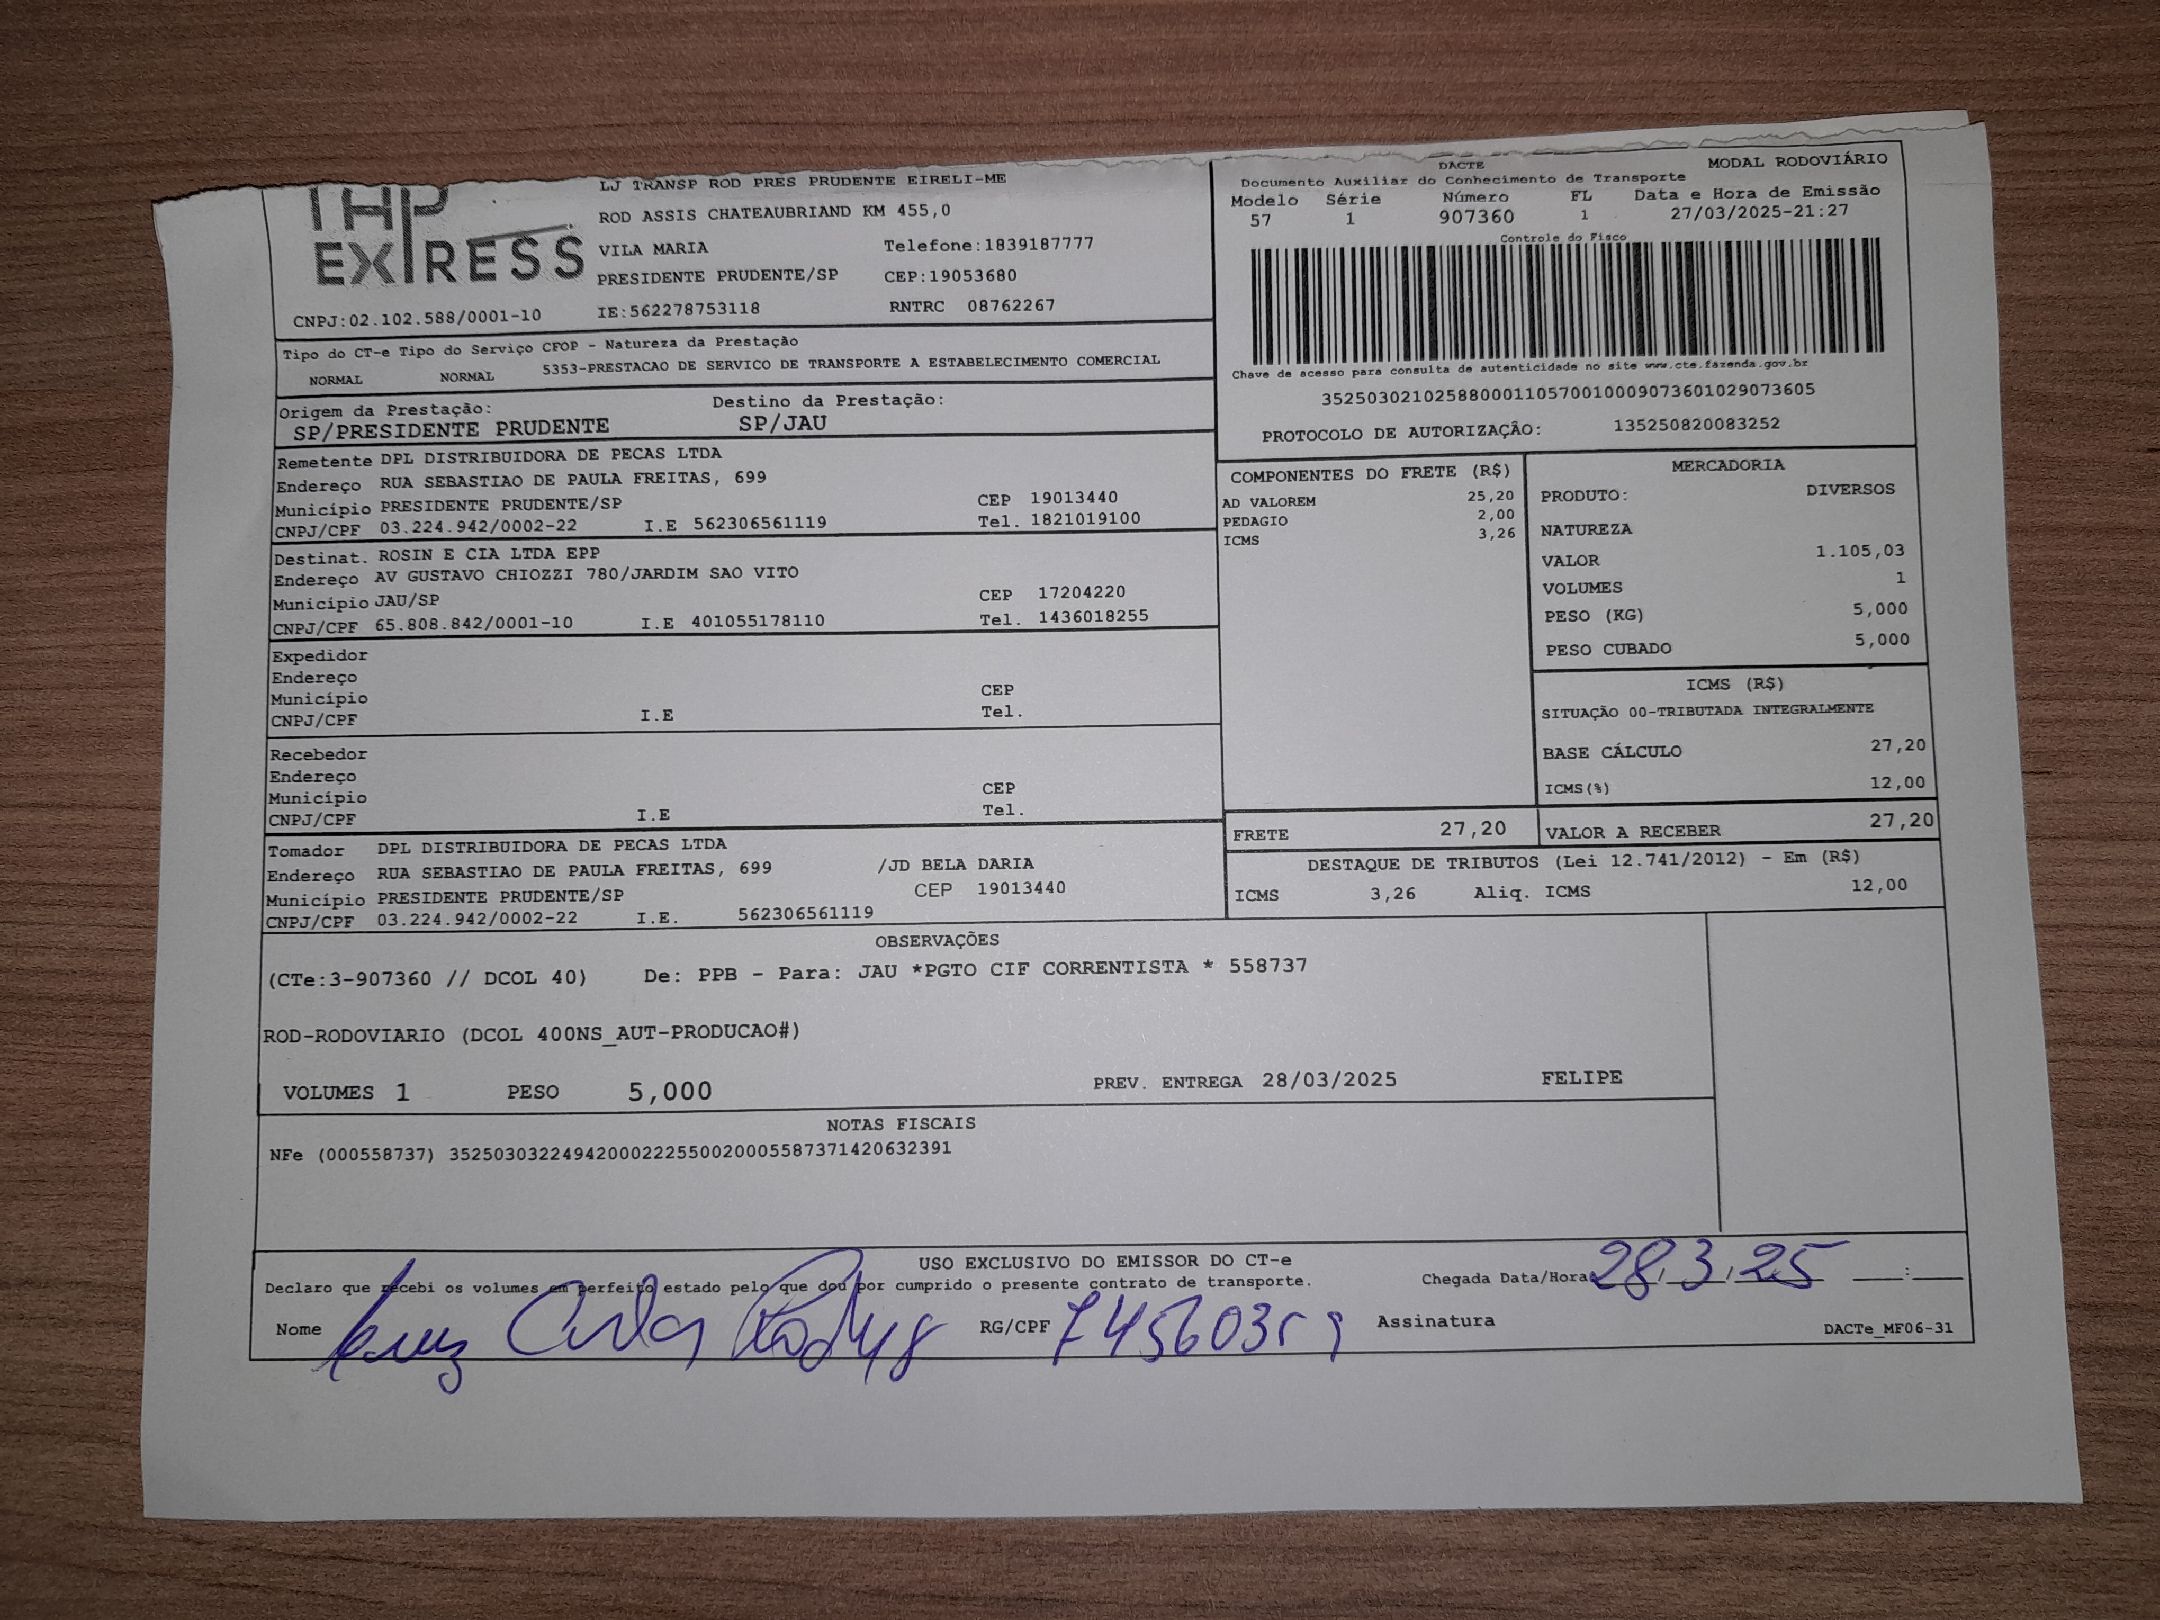 THP
EXPRESS
LJ TRANSP ROD PRES PRUDENTE EIRELI-ME
ROD ASSIS CHATEAUBRIAND KM 455,0
VILA MARIA Telefone:1839187777
PRESIDENTE PRUDENTE/SP CEP:19053680
CNPJ:02.102.588/0001-10 IE:562278753118 RNTRC 08762267
DACTE MODAL RODOVIÁRIO
Documento Auxiliar do Conhecimento de Transporte
Modelo Série Número FL Data e Hora de Emissão
57 1 907360 1 27/03/2025-21:27
Controle do Fisco
Chave de acesso para consulta de autenticidade no site www.cte.fazenda.gov.br
35250302102588000110570010009073601029073605
PROTOCOLO DE AUTORIZAÇÃO: 135250820083252
Tipo do CT-e Tipo do Serviço CFOP - Natureza da Prestação
NORMAL NORMAL 5353-PRESTACAO DE SERVICO DE TRANSPORTE A ESTABELECIMENTO COMERCIAL
Origem da Prestação: Destino da Prestação:
SP/PRESIDENTE PRUDENTE SP/JAU
Remetente DPL DISTRIBUIDORA DE PECAS LTDA
Endereço RUA SEBASTIAO DE PAULA FREITAS, 699
Município PRESIDENTE PRUDENTE/SP CEP 19013440
CNPJ/CPF 03.224.942/0002-22 I.E 562306561119 Tel. 1821019100
Destinat. ROSIN E CIA LTDA EPP
Endereço AV GUSTAVO CHIOZZI 780/JARDIM SAO VITO
Município JAU/SP CEP 17204220
CNPJ/CPF 65.808.842/0001-10 I.E 401055178110 Tel. 1436018255
Expedidor
Endereço
Município CEP
CNPJ/CPF I.E Tel.
Recebedor
Endereço
Município CEP
CNPJ/CPF I.E Tel.
Tomador DPL DISTRIBUIDORA DE PECAS LTDA
Endereço RUA SEBASTIAO DE PAULA FREITAS, 699 /JD BELA DARIA
Município PRESIDENTE PRUDENTE/SP CEP 19013440
CNPJ/CPF 03.224.942/0002-22 I.E. 562306561119
COMPONENTES DO FRETE (R$)
AD VALOREM 25,20
PEDAGIO 2,00
ICMS 3,26
MERCADORIA
PRODUTO: DIVERSOS
NATUREZA
VALOR 1.105,03
VOLUMES 1
PESO (KG) 5,000
PESO CUBADO 5,000
ICMS (R$)
SITUAÇÃO 00-TRIBUTADA INTEGRALMENTE
BASE CÁLCULO 27,20
ICMS(%) 12,00
FRETE 27,20 VALOR A RECEBER 27,20
DESTAQUE DE TRIBUTOS (Lei 12.741/2012) - Em (R$)
ICMS 3,26 Aliq. ICMS 12,00
OBSERVAÇÕES
(CTe:3-907360 // DCOL 40) De: PPB - Para: JAU *PGTO CIF CORRENTISTA * 558737
ROD-RODOVIARIO (DCOL 400NS_AUT-PRODUCAO#)
VOLUMES 1 PESO 5,000 PREV. ENTREGA 28/03/2025 FELIPE
NOTAS FISCAIS
NFe (000558737) 35250303224942000222550020005587371420632391
USO EXCLUSIVO DO EMISSOR DO CT-e
Declaro que recebi os volumes em perfeito estado pelo que dou por cumprido o presente contrato de transporte. Chegada Data/Hora 28/3/25 :
Nome RG/CPF Assinatura DACTe_MF06-31